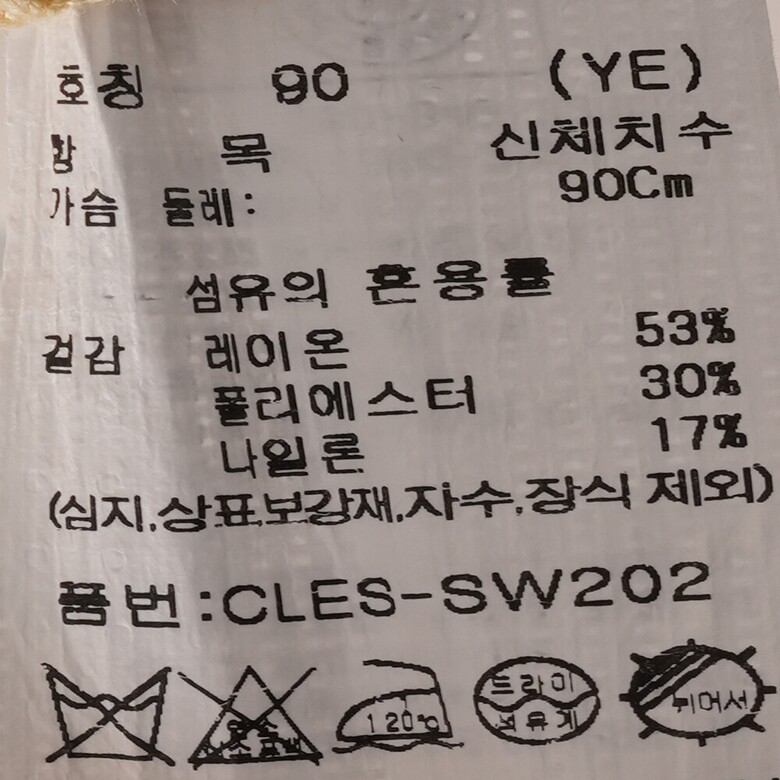 호칭 90 (YE)
항 목 신체치수
가슴 둘레: 90Cm
섬유의 혼용률
겉감 레이온 53%
폴리에스터 30%
나일론 17%
(심지,상표보강재,자수,장식 제외)
품번:CLES-SW202
120℃
드라이
석유계
뉘어서